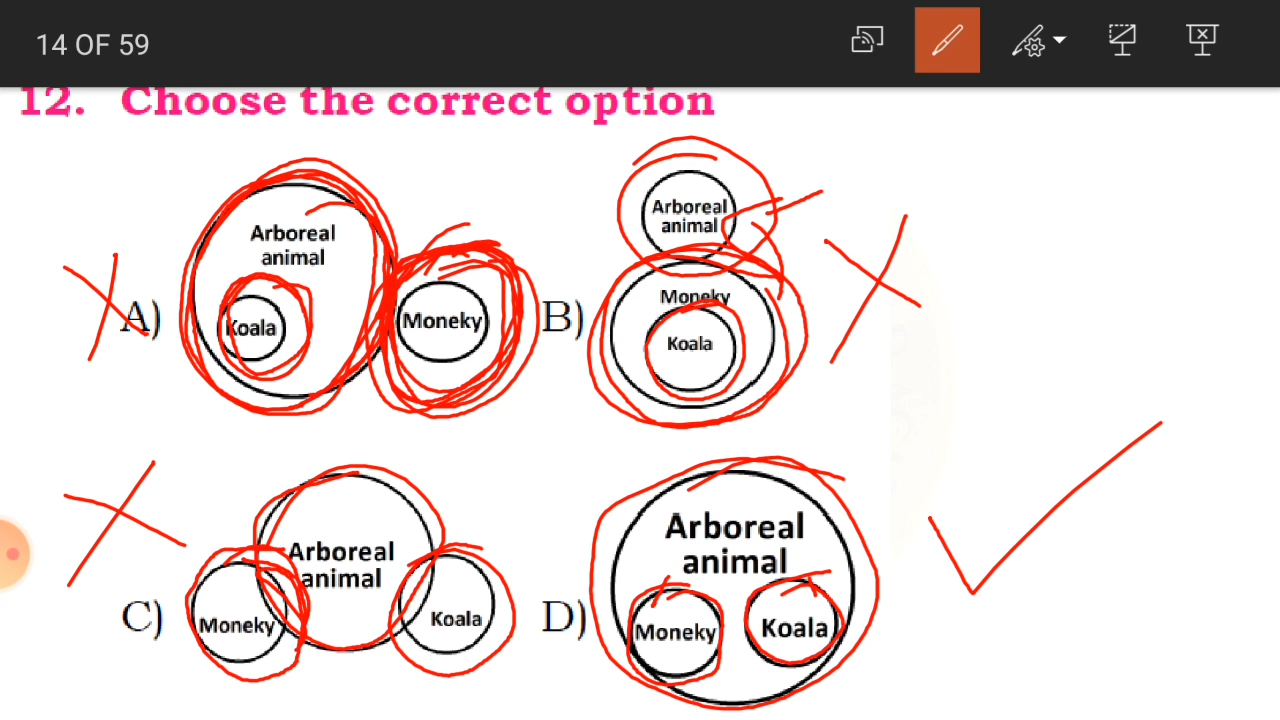 14 OF 59
12. Choose the correct option
A)
Arboreal
animal
Koala
Moneky
B)
Arboreal
animal
Moneky
Koala
C)
Arboreal
animal
Moneky
Koala
D)
Arboreal
animal
Moneky
Koala